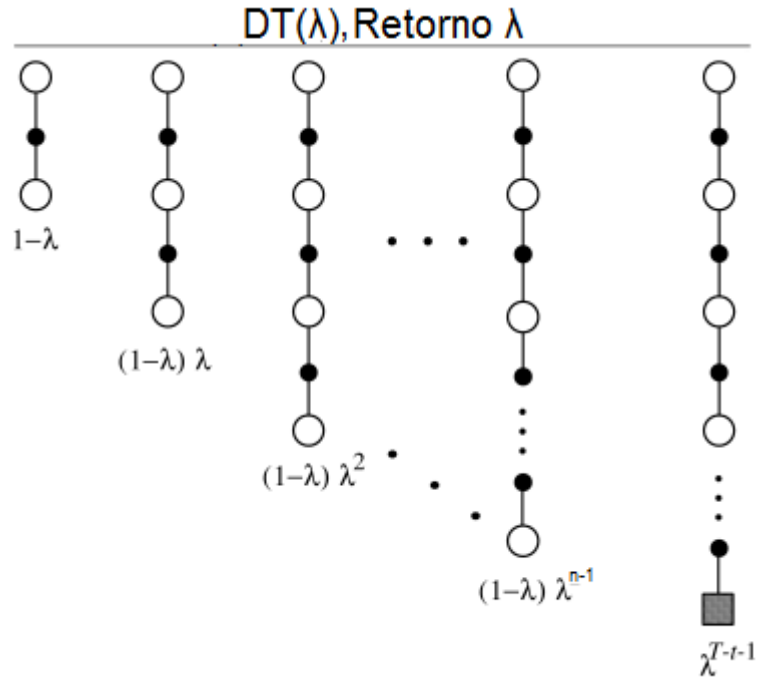 DT(λ), Retorno λ
1−λ
(1−λ) λ
(1−λ) λ²
(1−λ) λⁿ⁻¹
λᵀ⁻ᵗ⁻¹